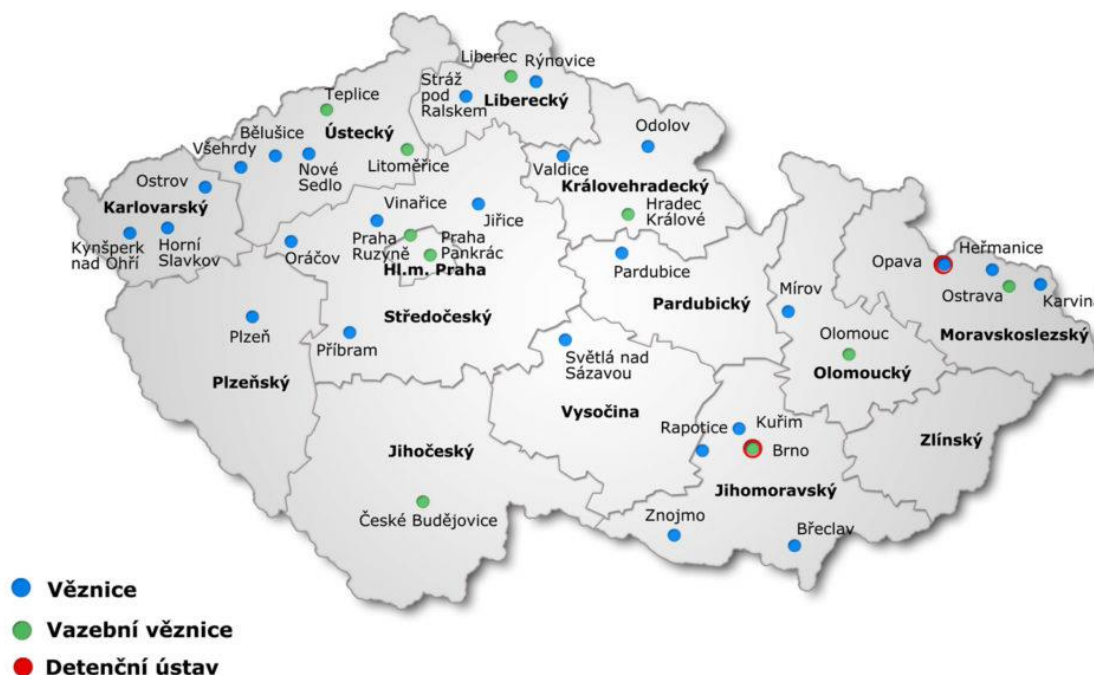 Liberec
Rýnovice
Stráž
pod
Ralskem
Liberecký
Teplice
Ústecký
Bělušice
Všehrdy
Nové
Sedlo
Litoměřice
Odolov
Valdice
Královehradecký
Hradec
Králové
Ostrov
Karlovarský
Kynšperk
nad Ohří
Horní
Slavkov
Vinařice
Jiřice
Oráčov
Praha
Ruzyně
Praha
Pankrác
Hl.m. Praha
Středočeský
Příbram
Plzeň
Plzeňský
Pardubice
Pardubický
Světlá nad
Sázavou
Vysočina
Opava
Heřmanice
Ostrava
Karvina
Moravskoslezský
Mírov
Olomouc
Olomoucký
Zlínský
Rapotice
Kuřim
Brno
Jihomoravský
Znojmo
Břeclav
Jihočeský
České Budějovice
Věznice
Vazební věznice
Detenční ústav